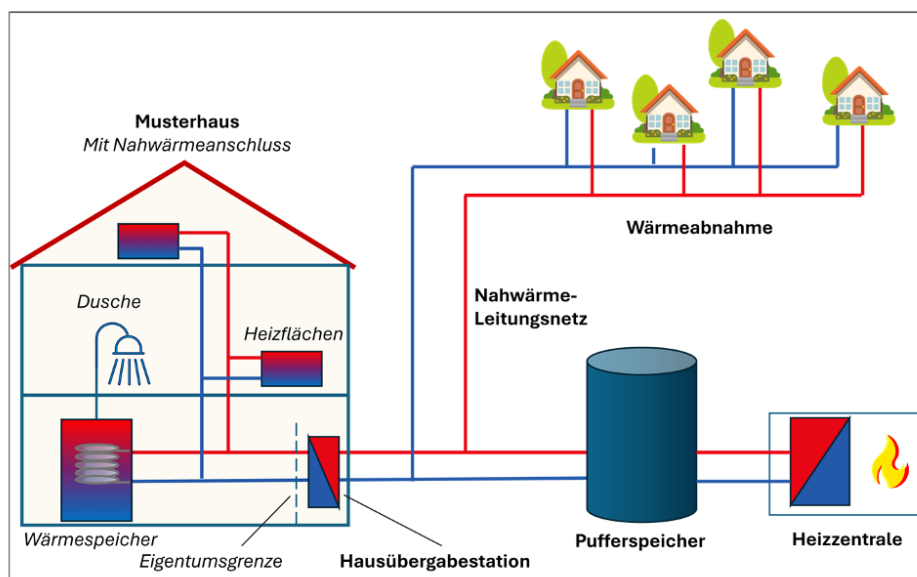 Musterhaus
Mit Nahwärmeanschluss
Wärmeabnahme
Nahwärme-
Leitungsnetz
Dusche
Heizflächen
Wärmespeicher
Eigentumsgrenze
Hausübergabestation
Pufferspeicher
Heizzentrale